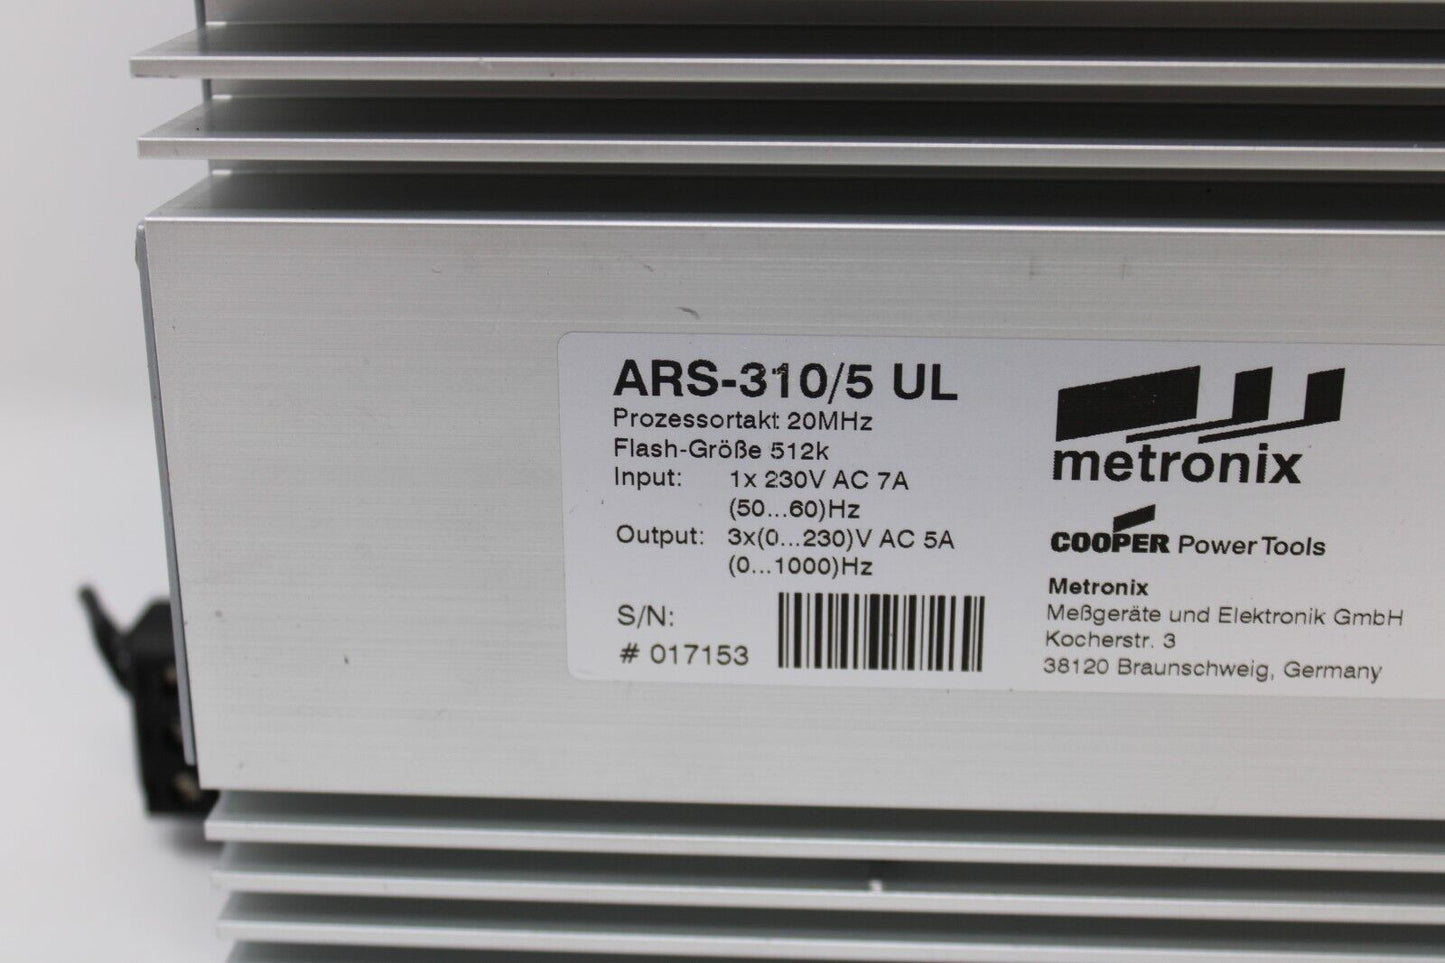 ARS-310/5 UL
Prozessortakt 20MHz
Flash-Größe 512k
Input: 1x 230V AC 7A
(50...60)Hz
Output: 3x(0...230)V AC 5A
(0...1000)Hz
S/N:
# 017153
metronix
COOPER Power Tools
Metronix
Meßgeräte und Elektronik GmbH
Kocherstr. 3
38120 Braunschweig, Germany